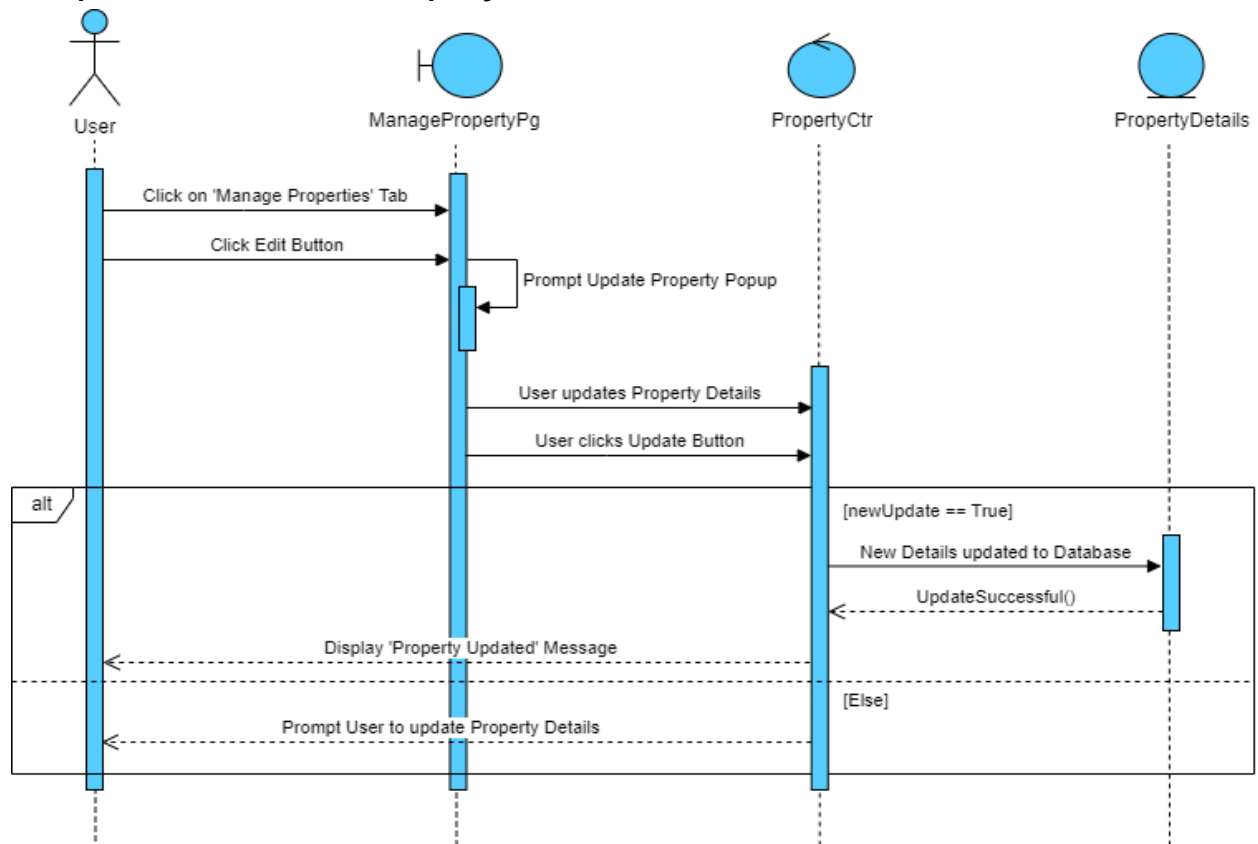 User
ManagePropertyPg
PropertyCtr
PropertyDetails
Click on 'Manage Properties' Tab
Click Edit Button
Prompt Update Property Popup
User updates Property Details
User clicks Update Button
alt
[newUpdate == True]
New Details updated to Database
UpdateSuccessful()
Display 'Property Updated' Message
[Else]
Prompt User to update Property Details